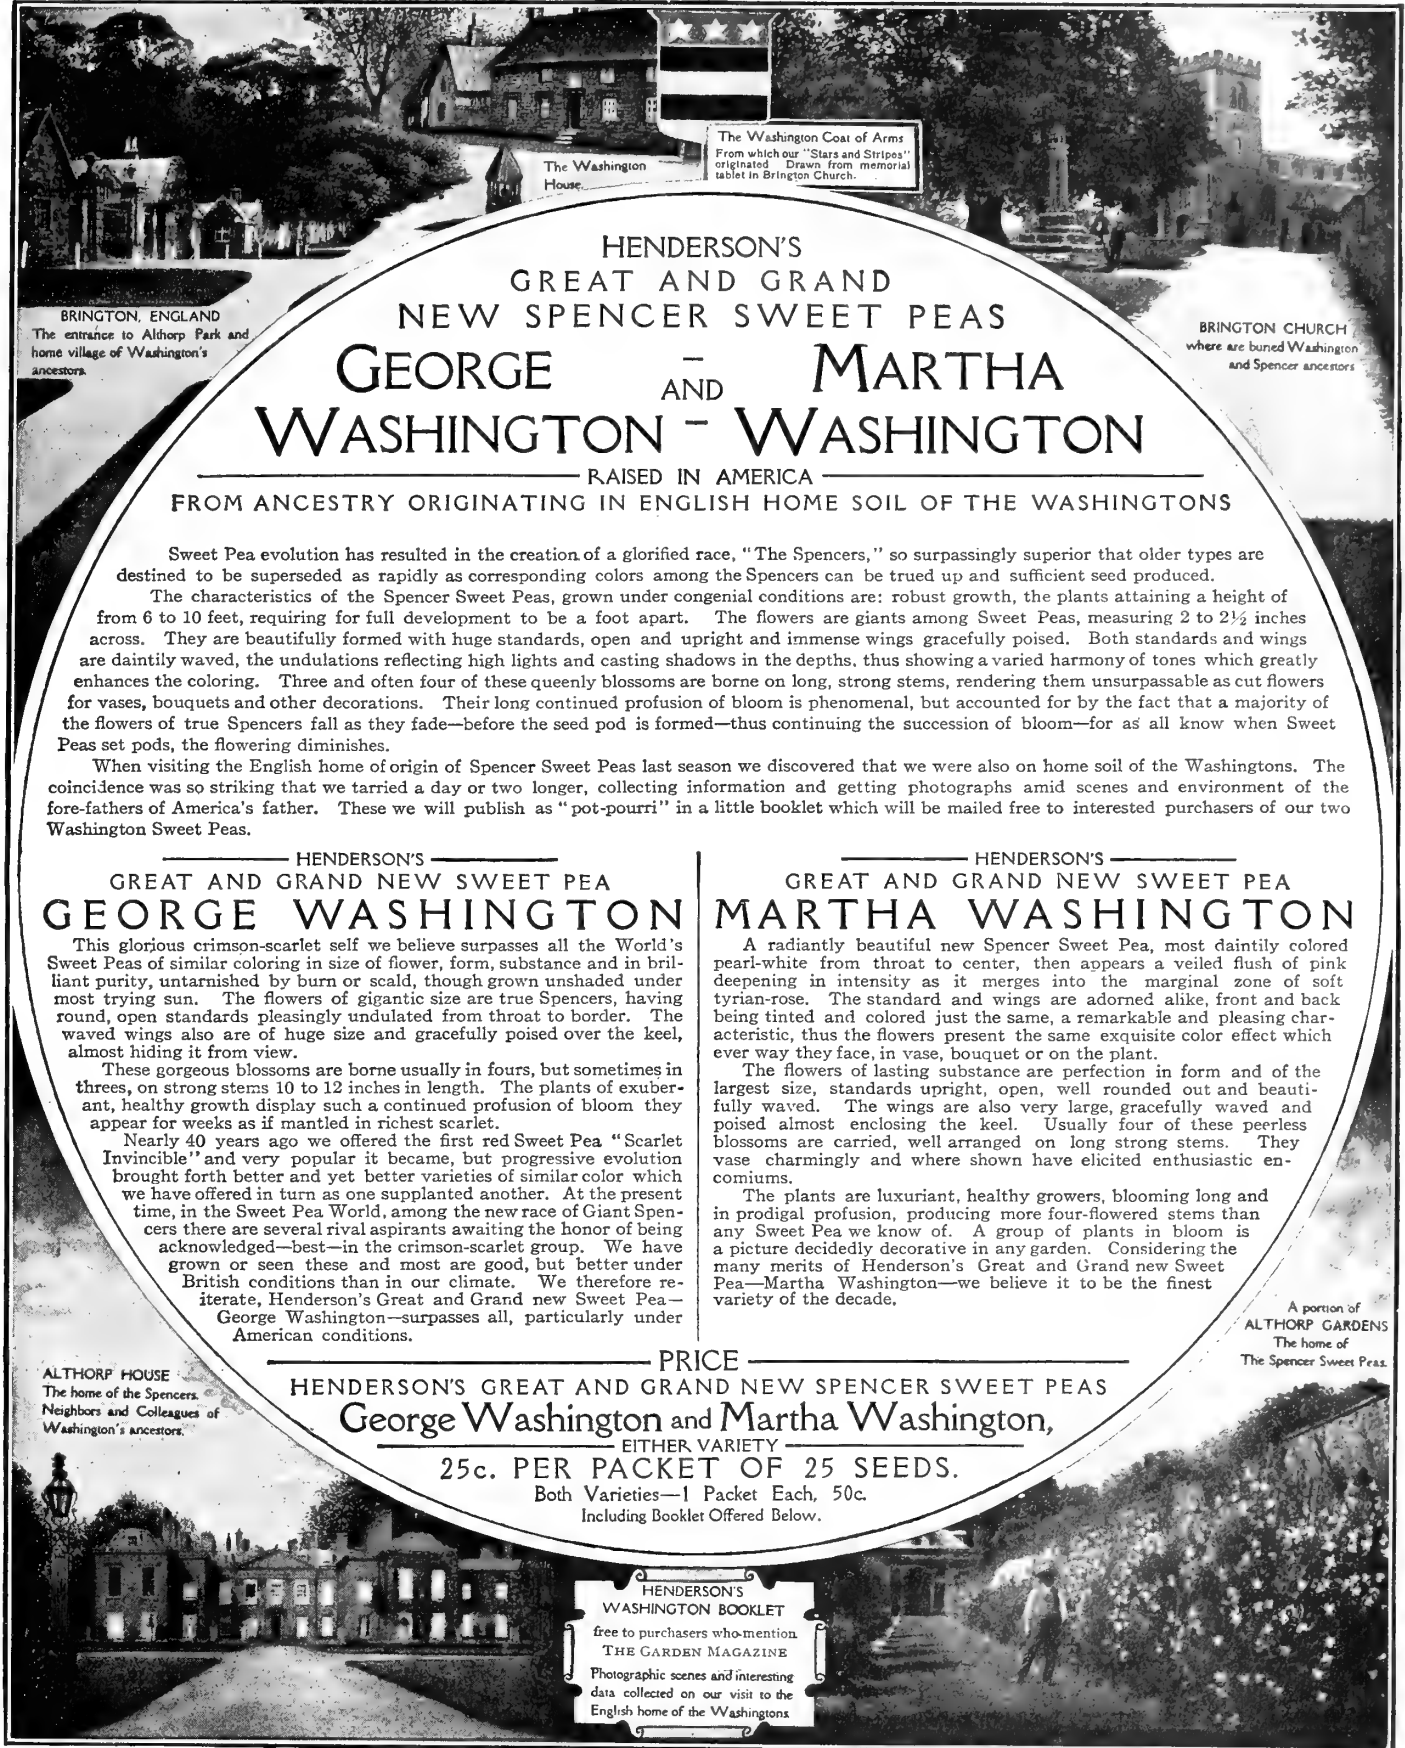 The Washington Coat of Arms
From which our "Stars and Stripes"
originated Drawn from memorial
tablet in Brington Church.
The Washington
House.
BRINGTON, ENGLAND
The entrance to Althorp Park and
home village of Washington's
ancestors.
BRINGTON CHURCH
where are buried Washington
and Spencer ancestors
HENDERSON'S
GREAT AND GRAND
NEW SPENCER SWEET PEAS
GEORGE - MARTHA
AND
WASHINGTON - WASHINGTON
RAISED IN AMERICA
FROM ANCESTRY ORIGINATING IN ENGLISH HOME SOIL OF THE WASHINGTONS
Sweet Pea evolution has resulted in the creation of a glorified race, "The Spencers," so surpassingly superior that older types are
destined to be superseded as rapidly as corresponding colors among the Spencers can be trued up and sufficient seed produced.
The characteristics of the Spencer Sweet Peas, grown under congenial conditions are: robust growth, the plants attaining a height of
from 6 to 10 feet, requiring for full development to be a foot apart. The flowers are giants among Sweet Peas, measuring 2 to 2½ inches
across. They are beautifully formed with huge standards, open and upright and immense wings gracefully poised. Both standards and wings
are daintily waved, the undulations reflecting high lights and casting shadows in the depths, thus showing a varied harmony of tones which greatly
enhances the coloring. Three and often four of these queenly blossoms are borne on long, strong stems, rendering them unsurpassable as cut flowers
for vases, bouquets and other decorations. Their long continued profusion of bloom is phenomenal, but accounted for by the fact that a majority of
the flowers of true Spencers fall as they fade—before the seed pod is formed—thus continuing the succession of bloom—for as all know when Sweet
Peas set pods, the flowering diminishes.
When visiting the English home of origin of Spencer Sweet Peas last season we discovered that we were also on home soil of the Washingtons. The
coincidence was so striking that we tarried a day or two longer, collecting information and getting photographs amid scenes and environment of the
fore-fathers of America's father. These we will publish as "pot-pourri" in a little booklet which will be mailed free to interested purchasers of our two
Washington Sweet Peas.
HENDERSON'S
GREAT AND GRAND NEW SWEET PEA
GEORGE WASHINGTON
This glorious crimson-scarlet self we believe surpasses all the World's
Sweet Peas of similar coloring in size of flower, form, substance and in bril-
liant purity, untarnished by burn or scald, though grown unshaded under
most trying sun. The flowers of gigantic size are true Spencers, having
round, open standards pleasingly undulated from throat to border. The
waved wings also are of huge size and gracefully poised over the keel,
almost hiding it from view.
These gorgeous blossoms are borne usually in fours, but sometimes in
threes, on strong stems 10 to 12 inches in length. The plants of exuber-
ant, healthy growth display such a continued profusion of bloom they
appear for weeks as if mantled in richest scarlet.
Nearly 40 years ago we offered the first red Sweet Pea "Scarlet
Invincible" and very popular it became, but progressive evolution
brought forth better and yet better varieties of similar color which
we have offered in turn as one supplanted another. At the present
time, in the Sweet Pea World, among the new race of Giant Spen-
cers there are several rival aspirants awaiting the honor of being
acknowledged—best—in the crimson-scarlet group. We have
grown or seen these and most are good, but better under
British conditions than in our climate. We therefore re-
iterate, Henderson's Great and Grand new Sweet Pea—
George Washington—surpasses all, particularly under
American conditions.
HENDERSON'S
GREAT AND GRAND NEW SWEET PEA
MARTHA WASHINGTON
A radiantly beautiful new Spencer Sweet Pea, most daintily colored
pearl-white from throat to center, then appears a veiled flush of pink
deepening in intensity as it merges into the marginal zone of soft
tyrian-rose. The standard and wings are adorned alike, front and back
being tinted and colored just the same, a remarkable and pleasing char-
acteristic, thus the flowers present the same exquisite color effect which
ever way they face, in vase, bouquet or on the plant.
The flowers of lasting substance are perfection in form and of the
largest size, standards upright, open, well rounded out and beauti-
fully waved. The wings are also very large, gracefully waved and
poised almost enclosing the keel. Usually four of these peerless
blossoms are carried, well arranged on long strong stems. They
vase charmingly and where shown have elicited enthusiastic en-
comiums.
The plants are luxuriant, healthy growers, blooming long and
in prodigal profusion, producing more four-flowered stems than
any Sweet Pea we know of. A group of plants in bloom is
a picture decidedly decorative in any garden. Considering the
many merits of Henderson's Great and Grand new Sweet
Pea—Martha Washington—we believe it to be the finest
variety of the decade.
A portion of
ALTHORP GARDENS
The home of
The Spencer Sweet Peas.
ALTHORP HOUSE
The home of the Spencers.
Neighbors and Colleagues of
Washington's ancestors.
PRICE
HENDERSON'S GREAT AND GRAND NEW SPENCER SWEET PEAS
George Washington and Martha Washington,
EITHER VARIETY
25c. PER PACKET OF 25 SEEDS.
Both Varieties—1 Packet Each, 50c.
Including Booklet Offered Below.
HENDERSON'S
WASHINGTON BOOKLET
free to purchasers who mention
THE GARDEN MAGAZINE
Photographic scenes and interesting
data collected on our visit to the
English home of the Washingtons